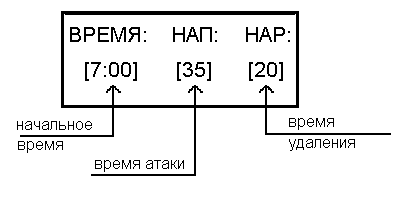 ВРЕМЯ: НАП: НАР:
[7:00] [35] [20]
начальное
время
время атаки
время
удаления